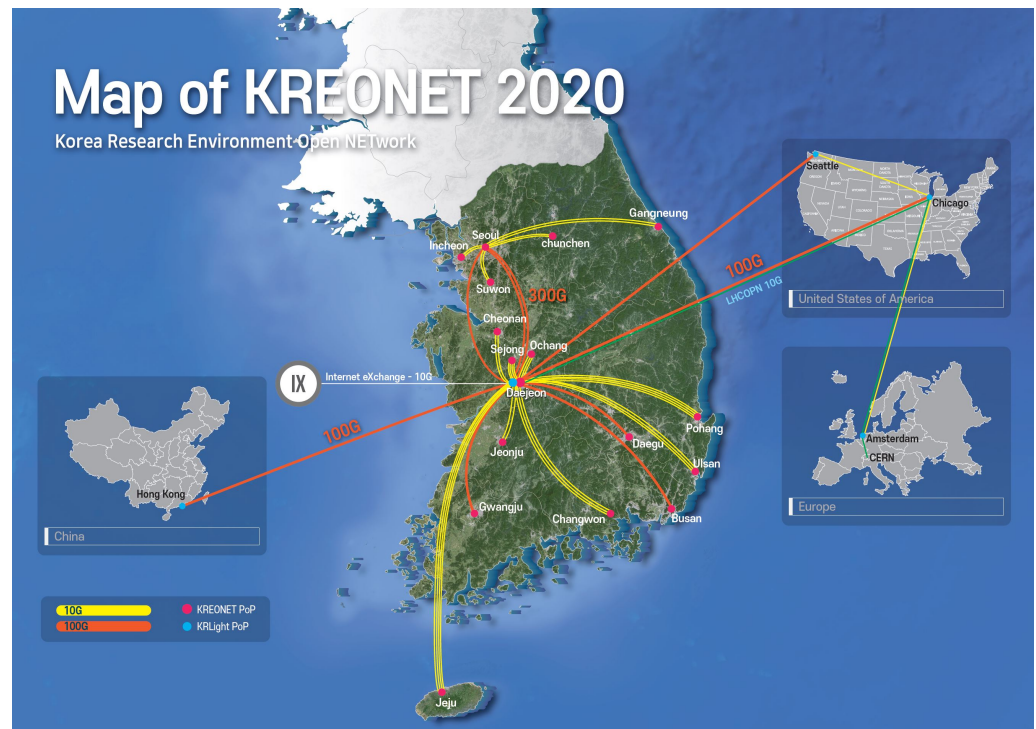 Map of KREONET 2020
Korea Research Environment Open NETwork
Seattle
Chicago
United States of America
100G
LHCOPN 10G
Gangneung
Seoul
Incheon
chunchen
Suwon
300G
Cheonan
Sejong
Ochang
IX
Internet eXchange - 10G
Daejeon
100G
Hong Kong
China
Jeonju
Daegu
Pohang
Ulsan
Gwangju
Changwon
Busan
Amsterdam
CERN
Europe
10G
KREONET PoP
100G
KRLight PoP
Jeju